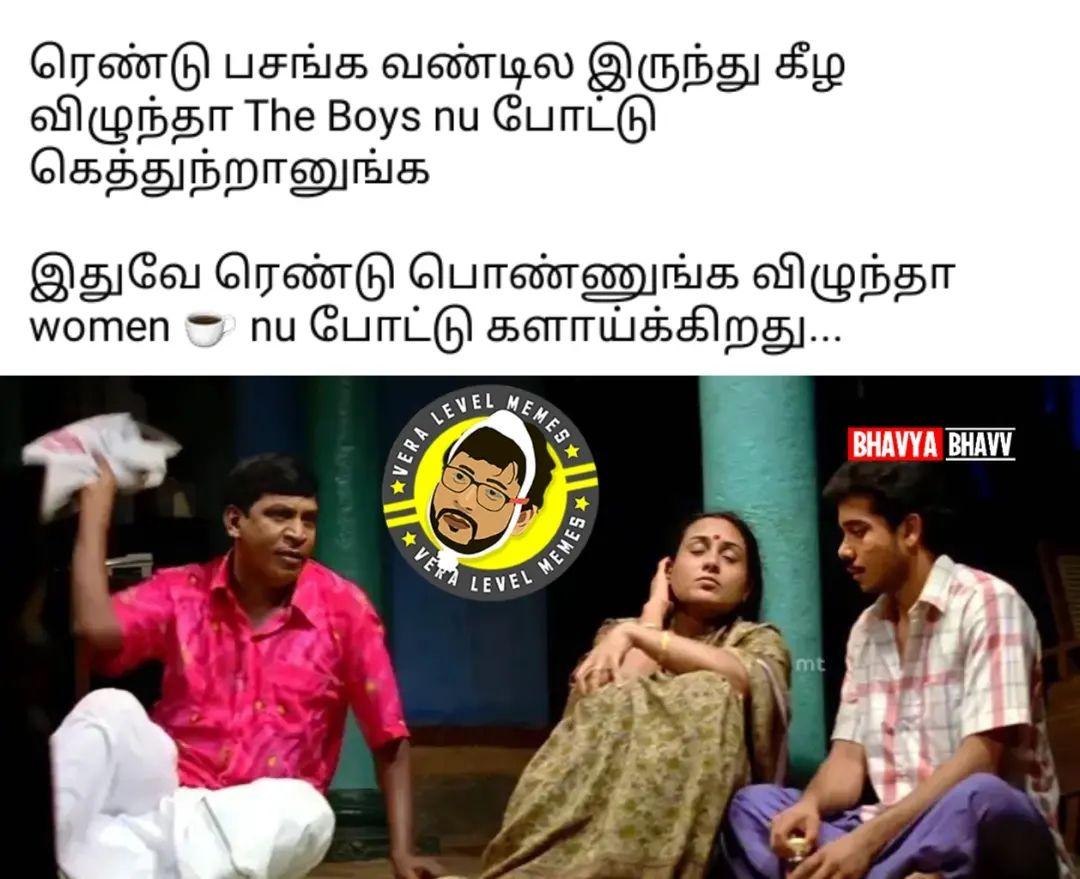 ரெண்டு பசங்க வண்டில இருந்து கீழ
விழுந்தா The Boys nu போட்டு
கெத்துந்றானுங்க
இதுவே ரெண்டு பொண்ணுங்க விழுந்தா
women ☕ nu போட்டு களாய்க்கிறது...
VERA LEVEL MEMES
VERA LEVEL MEMES
BHAVYA BHAVV
mt